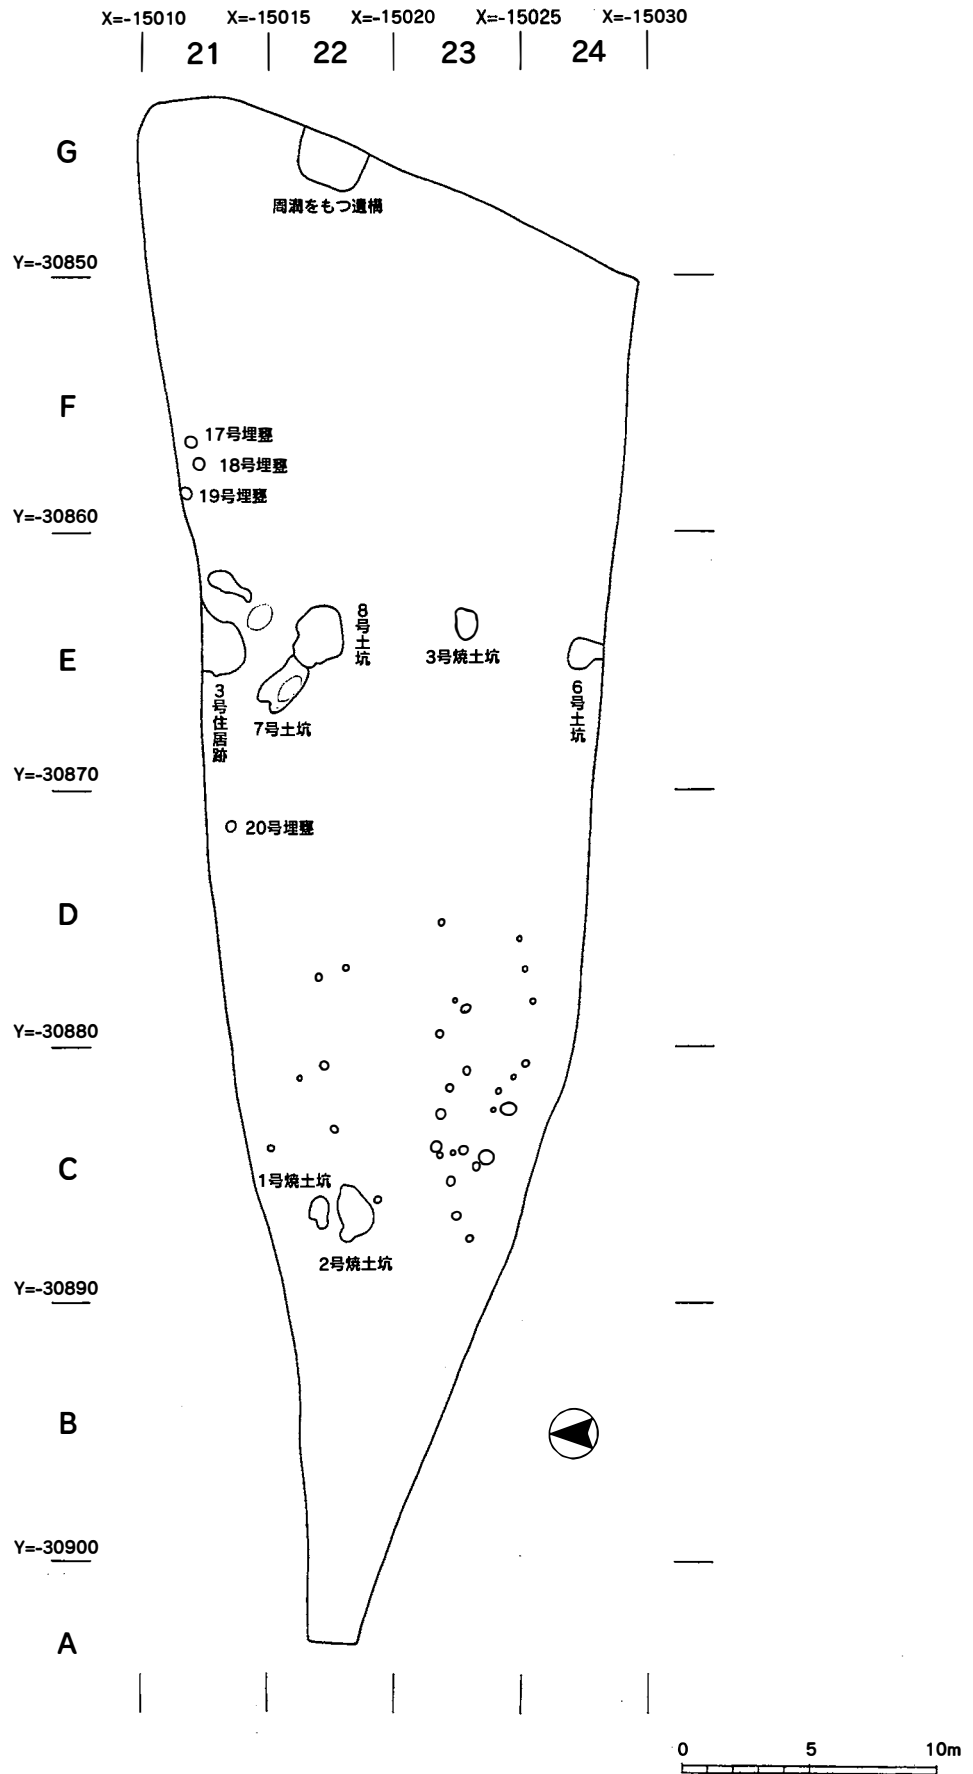 X=-15010 X=-15015 X=-15020 X=-15025 X=-15030
21 22 23 24
G
周溝をもつ遺構
Y=-30850
F
17号埋甕
18号埋甕
19号埋甕
Y=-30860
8号土坑
E
3号焼土坑
3号住居跡
6号土坑
7号土坑
Y=-30870
20号埋甕
D
Y=-30880
C
1号焼土坑
2号焼土坑
Y=-30890
B
Y=-30900
A
0 5 10m